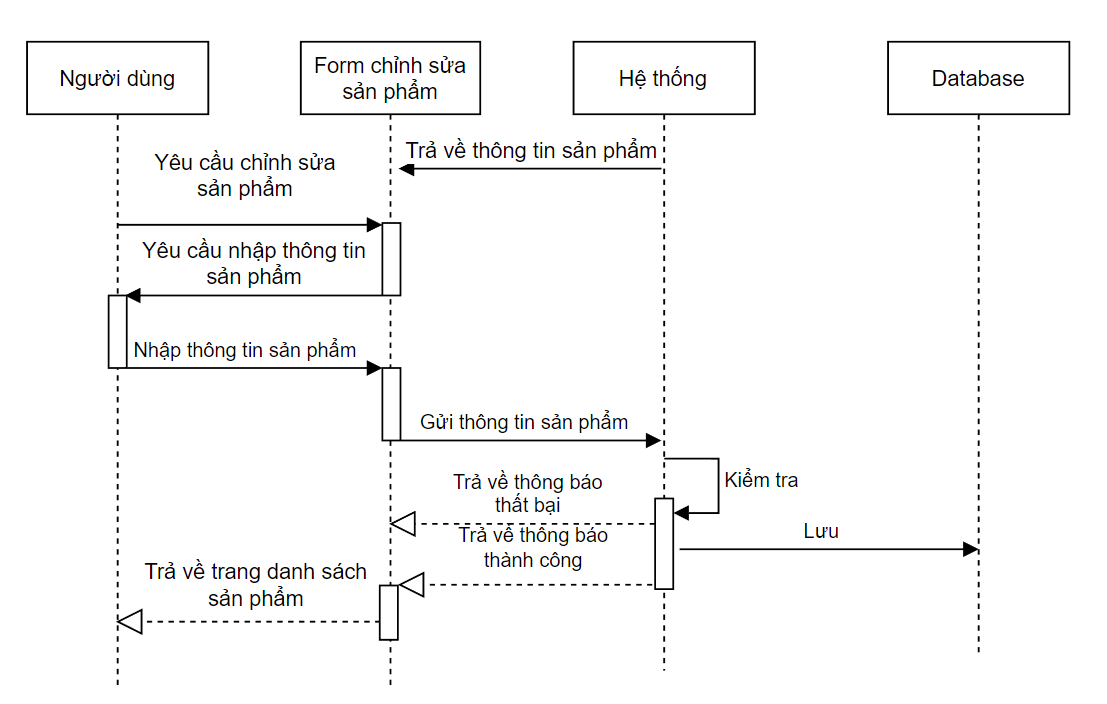 Người dùng
Form chỉnh sửa
sản phẩm
Hệ thống
Database
Trả về thông tin sản phẩm
Yêu cầu chỉnh sửa
sản phẩm
Yêu cầu nhập thông tin
sản phẩm
Nhập thông tin sản phẩm
Gửi thông tin sản phẩm
Kiểm tra
Trả về thông báo
thất bại
Lưu
Trả về thông báo
thành công
Trả về trang danh sách
sản phẩm